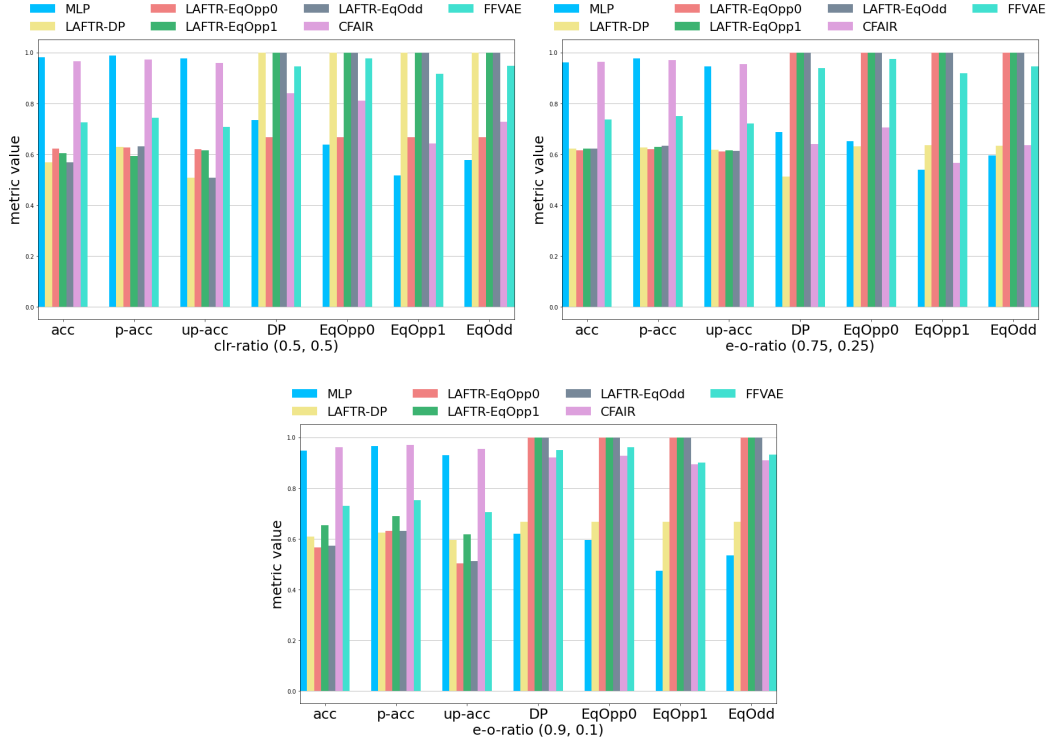 MLP LAFTR-EqOpp0 LAFTR-EqOdd FFVAE
LAFTR-DP LAFTR-EqOpp1 CFAIR
1.0
0.8
0.6
0.4
0.2
0.0
metric value
acc p-acc up-acc DP EqOpp0 EqOpp1 EqOdd
clr-ratio (0.5, 0.5)
MLP LAFTR-EqOpp0 LAFTR-EqOdd FFVAE
LAFTR-DP LAFTR-EqOpp1 CFAIR
1.0
0.8
0.6
0.4
0.2
0.0
metric value
acc p-acc up-acc DP EqOpp0 EqOpp1 EqOdd
e-o-ratio (0.75, 0.25)
MLP LAFTR-EqOpp0 LAFTR-EqOdd FFVAE
LAFTR-DP LAFTR-EqOpp1 CFAIR
1.0
0.8
0.6
0.4
0.2
0.0
metric value
acc p-acc up-acc DP EqOpp0 EqOpp1 EqOdd
e-o-ratio (0.9, 0.1)